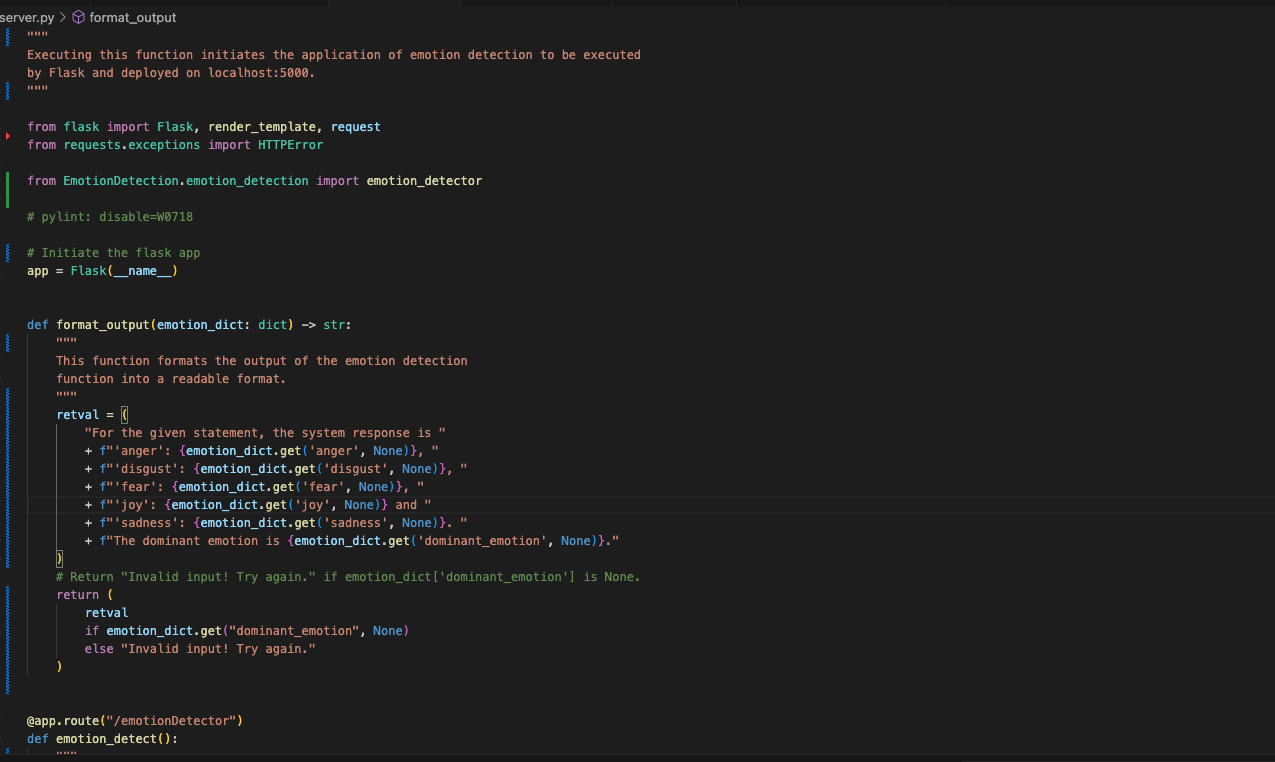 server.py > format_output
"""
Executing this function initiates the application of emotion detection to be executed
by Flask and deployed on localhost:5000.
"""
from flask import Flask, render_template, request
from requests.exceptions import HTTPError
from EmotionDetection.emotion_detection import emotion_detector
# pylint: disable=W0718
# Initiate the flask app
app = Flask(__name__)
def format_output(emotion_dict: dict) -> str:
"""
This function formats the output of the emotion detection
function into a readable format.
"""
retval = (
"For the given statement, the system response is "
+ f"'anger': {emotion_dict.get('anger', None)}, "
+ f"'disgust': {emotion_dict.get('disgust', None)}, "
+ f"'fear': {emotion_dict.get('fear', None)}, "
+ f"'joy': {emotion_dict.get('joy', None)} and "
+ f"'sadness': {emotion_dict.get('sadness', None)}. "
+ f"The dominant emotion is {emotion_dict.get('dominant_emotion', None)}."
)
# Return "Invalid input! Try again." if emotion_dict['dominant_emotion'] is None.
return (
retval
if emotion_dict.get("dominant_emotion", None)
else "Invalid input! Try again."
)
@app.route("/emotionDetector")
def emotion_detect():
"""